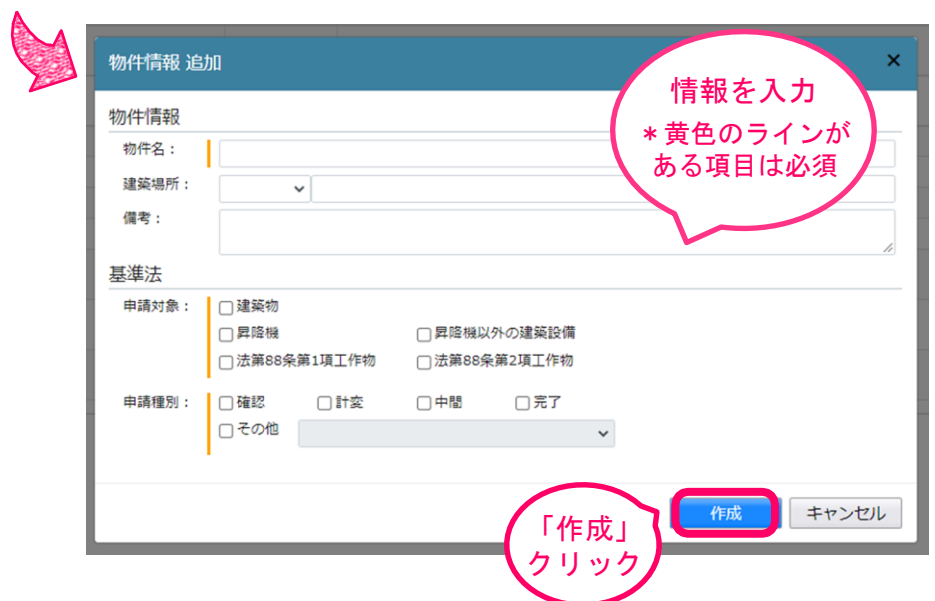 物件情報 追加
×
情報を入力
＊黄色のラインが
ある項目は必須
物件情報
物件名：
建築場所：
備考：
基準法
申請対象：
建築物
昇降機 昇降機以外の建築設備
法第88条第1項工作物 法第88条第2項工作物
申請種別：
確認 計変 中間 完了
その他
「作成」
クリック
作成 キャンセル